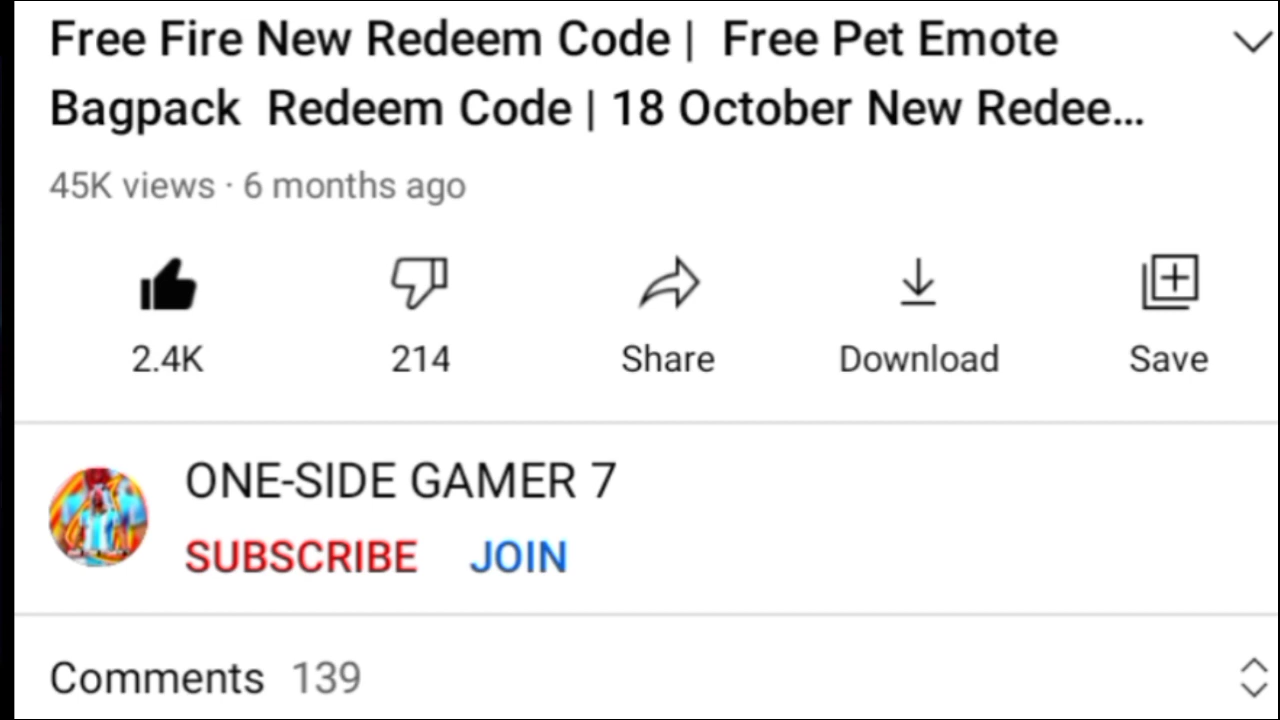 Free Fire New Redeem Code | Free Pet Emote
Bagpack Redeem Code | 18 October New Redee...
45K views · 6 months ago
2.4K 214 Share Download Save
ONE-SIDE GAMER 7
SUBSCRIBE JOIN
Comments 139